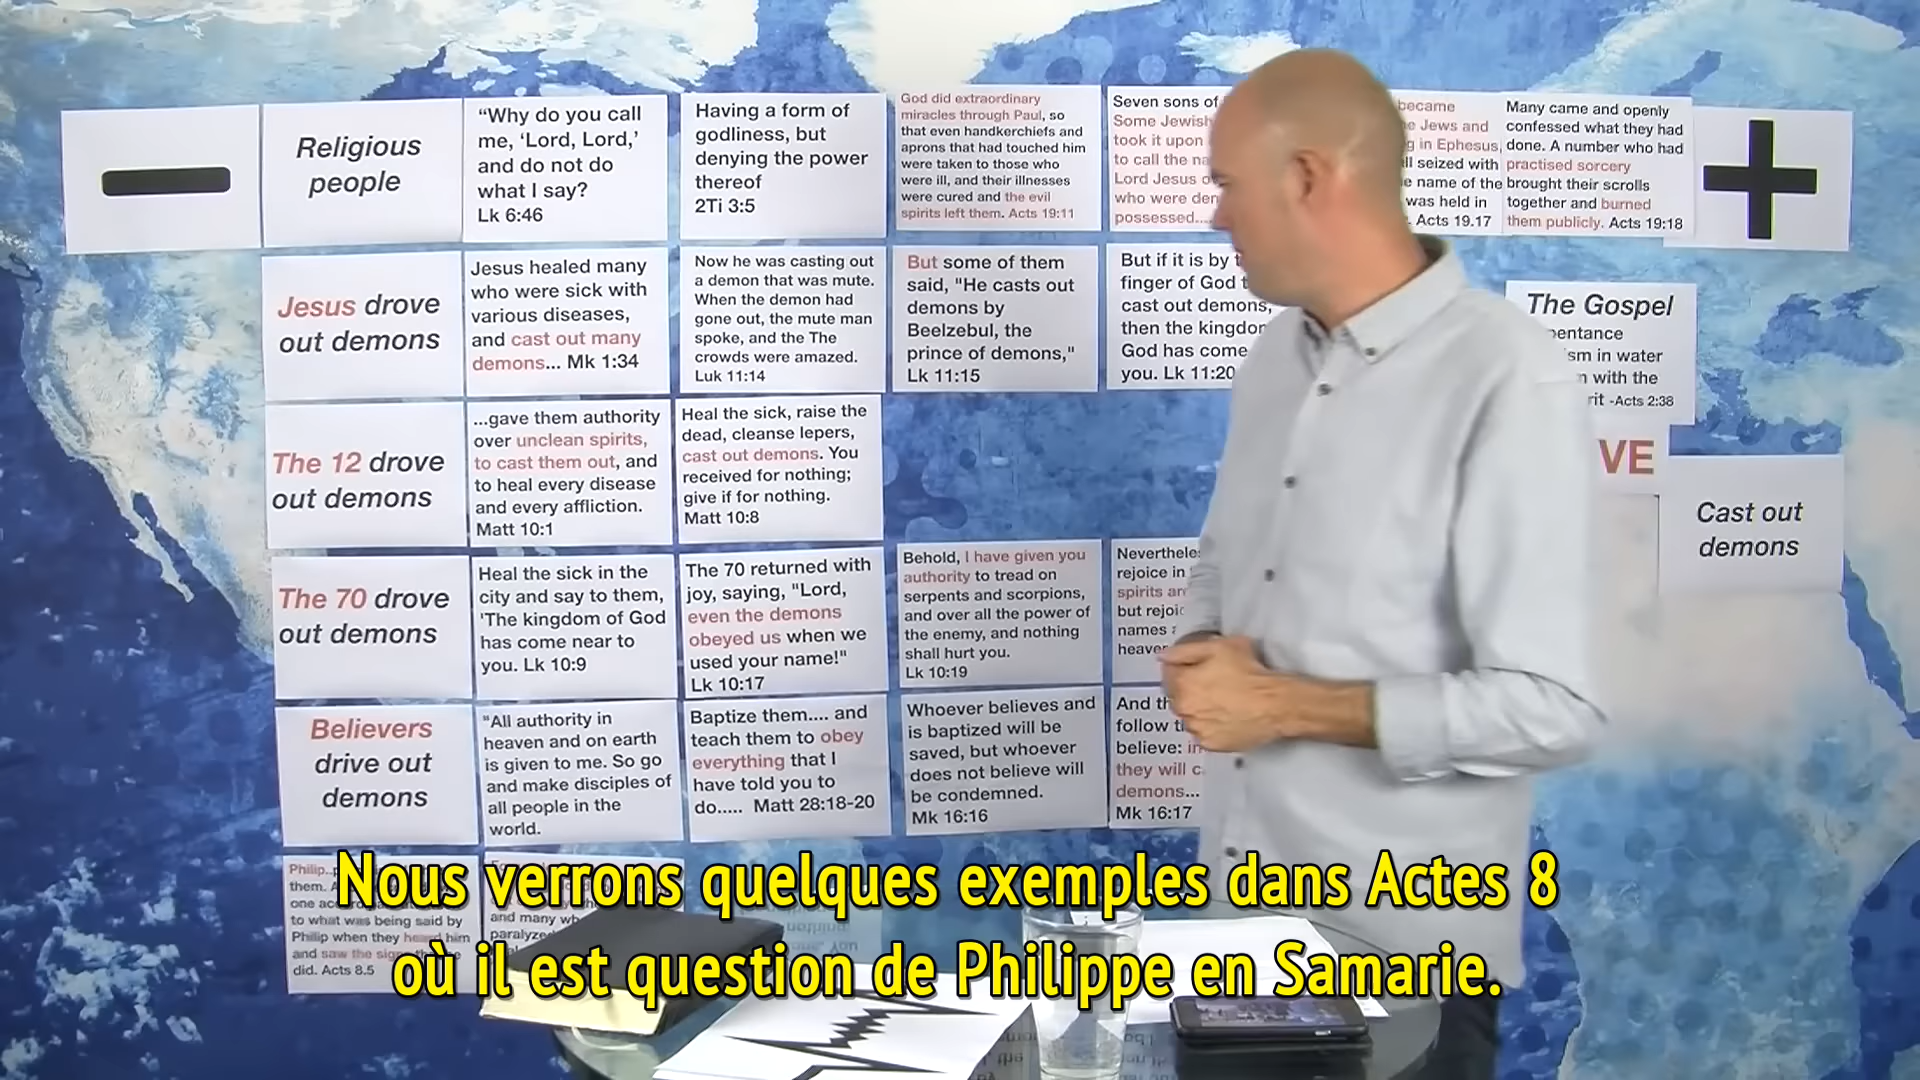 Religious
people
“Why do you call
me, ‘Lord, Lord,’
and do not do
what I say?
Lk 6:46
Having a form of
godliness, but
denying the power
thereof
2Ti 3:5
God did extraordinary
miracles through Paul, so
that even handkerchiefs and
aprons that had touched him
were taken to those who
were ill, and their illnesses
were cured and the evil
spirits left them. Acts 19:11
Seven sons of
Some Jewish
took it upon
to call the
Lord Jesus
who were
possessed....
became
Jews and
in Ephesus,
seized with
name of the
was held in
Acts 19.17
Many came and openly
confessed what they had
done. A number who had
practised sorcery
brought their scrolls
together and burned
them publicly. Acts 19:18
Jesus drove
out demons
Jesus healed many
who were sick with
various diseases,
and cast out many
demons... Mk 1:34
Now he was casting out
a demon that was mute.
When the demon had
gone out, the mute man
spoke, and the The
crowds were amazed.
Luk 11:14
But some of them
said, "He casts out
demons by
Beelzebul, the
prince of demons,"
Lk 11:15
But if it is by
finger of God
cast out demons,
then the
God has come
you. Lk 11:20
The Gospel
in water
with the
-Acts 2:38
VE
Cast out
demons
The 12 drove
out demons
...gave them authority
over unclean spirits,
to cast them out, and
to heal every disease
and every affliction.
Matt 10:1
Heal the sick, raise the
dead, cleanse lepers,
cast out demons. You
received for nothing;
give if for nothing.
Matt 10:8
The 70 drove
out demons
Heal the sick in the
city and say to them,
'The kingdom of God
has come near to
you. Lk 10:9
The 70 returned with
joy, saying, "Lord,
even the demons
obeyed us when we
used your name!"
Lk 10:17
Behold, I have given you
authority to tread on
serpents and scorpions,
and over all the power of
the enemy, and nothing
shall hurt you.
Lk 10:19
rejoice in
spirits
but
names
Believers
drive out
demons
"All authority in
heaven and on earth
is given to me. So go
and make disciples of
all people in the
world.
Baptize them.... and
teach them to obey
everything that I
have told you to
do..... Matt 28:18-20
Whoever believes and
is baptized will be
saved, but whoever
does not believe will
be condemned.
Mk 16:16
And
follow
believe:
they will
demons...
Mk 16:17
Philip..
them.
one
to what was being said by
Philip when they heard him
and saw the
did. Acts 8.5
and many
Nous verrons quelques exemples dans Actes 8
où il est question de Philippe en Samarie.